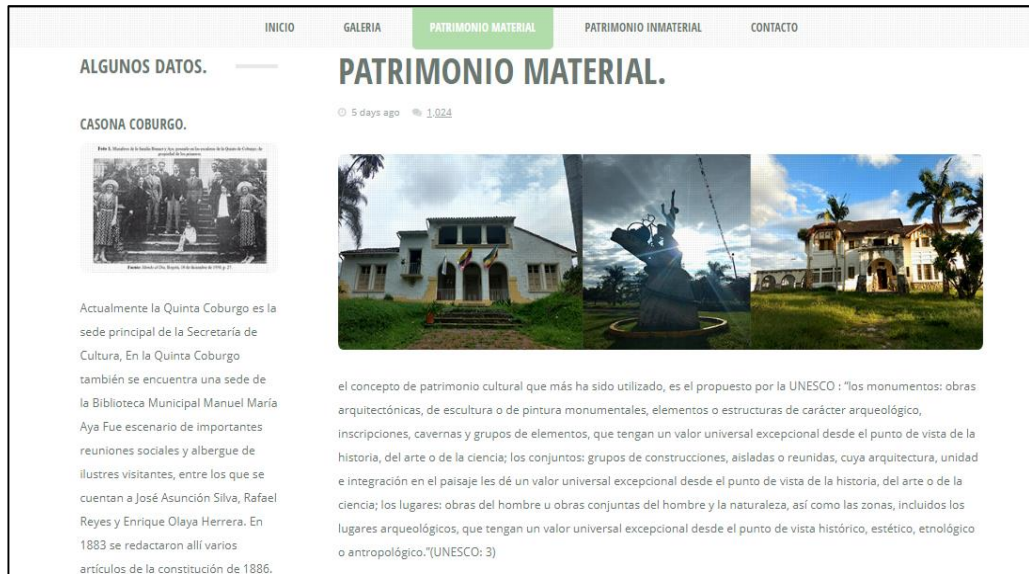 INICIO GALERIA PATRIMONIO MATERIAL PATRIMONIO INMATERIAL CONTACTO
ALGUNOS DATOS.
CASONA COBURGO.
Actualmente la Quinta Coburgo es la
sede principal de la Secretaría de
Cultura, En la Quinta Coburgo
también se encuentra una sede de
la Biblioteca Municipal Manuel María
Aya Fue escenario de importantes
reuniones sociales y albergue de
ilustres visitantes, entre los que se
cuentan a José Asunción Silva, Rafael
Reyes y Enrique Olaya Herrera. En
1883 se redactaron allí varios
artículos de la constitución de 1886.
PATRIMONIO MATERIAL.
5 days ago 1,024
el concepto de patrimonio cultural que más ha sido utilizado, es el propuesto por la UNESCO : "los monumentos: obras
arquitectónicas, de escultura o de pintura monumentales, elementos o estructuras de carácter arqueológico,
inscripciones, cavernas y grupos de elementos, que tengan un valor universal excepcional desde el punto de vista de la
historia, del arte o de la ciencia; los conjuntos: grupos de construcciones, aisladas o reunidas, cuya arquitectura, unidad
e integración en el paisaje les dé un valor universal excepcional desde el punto de vista de la historia, del arte o de la
ciencia; los lugares: obras del hombre u obras conjuntas del hombre y la naturaleza, así como las zonas, incluidos los
lugares arqueológicos, que tengan un valor universal excepcional desde el punto de vista histórico, estético, etnológico
o antropológico."(UNESCO: 3)